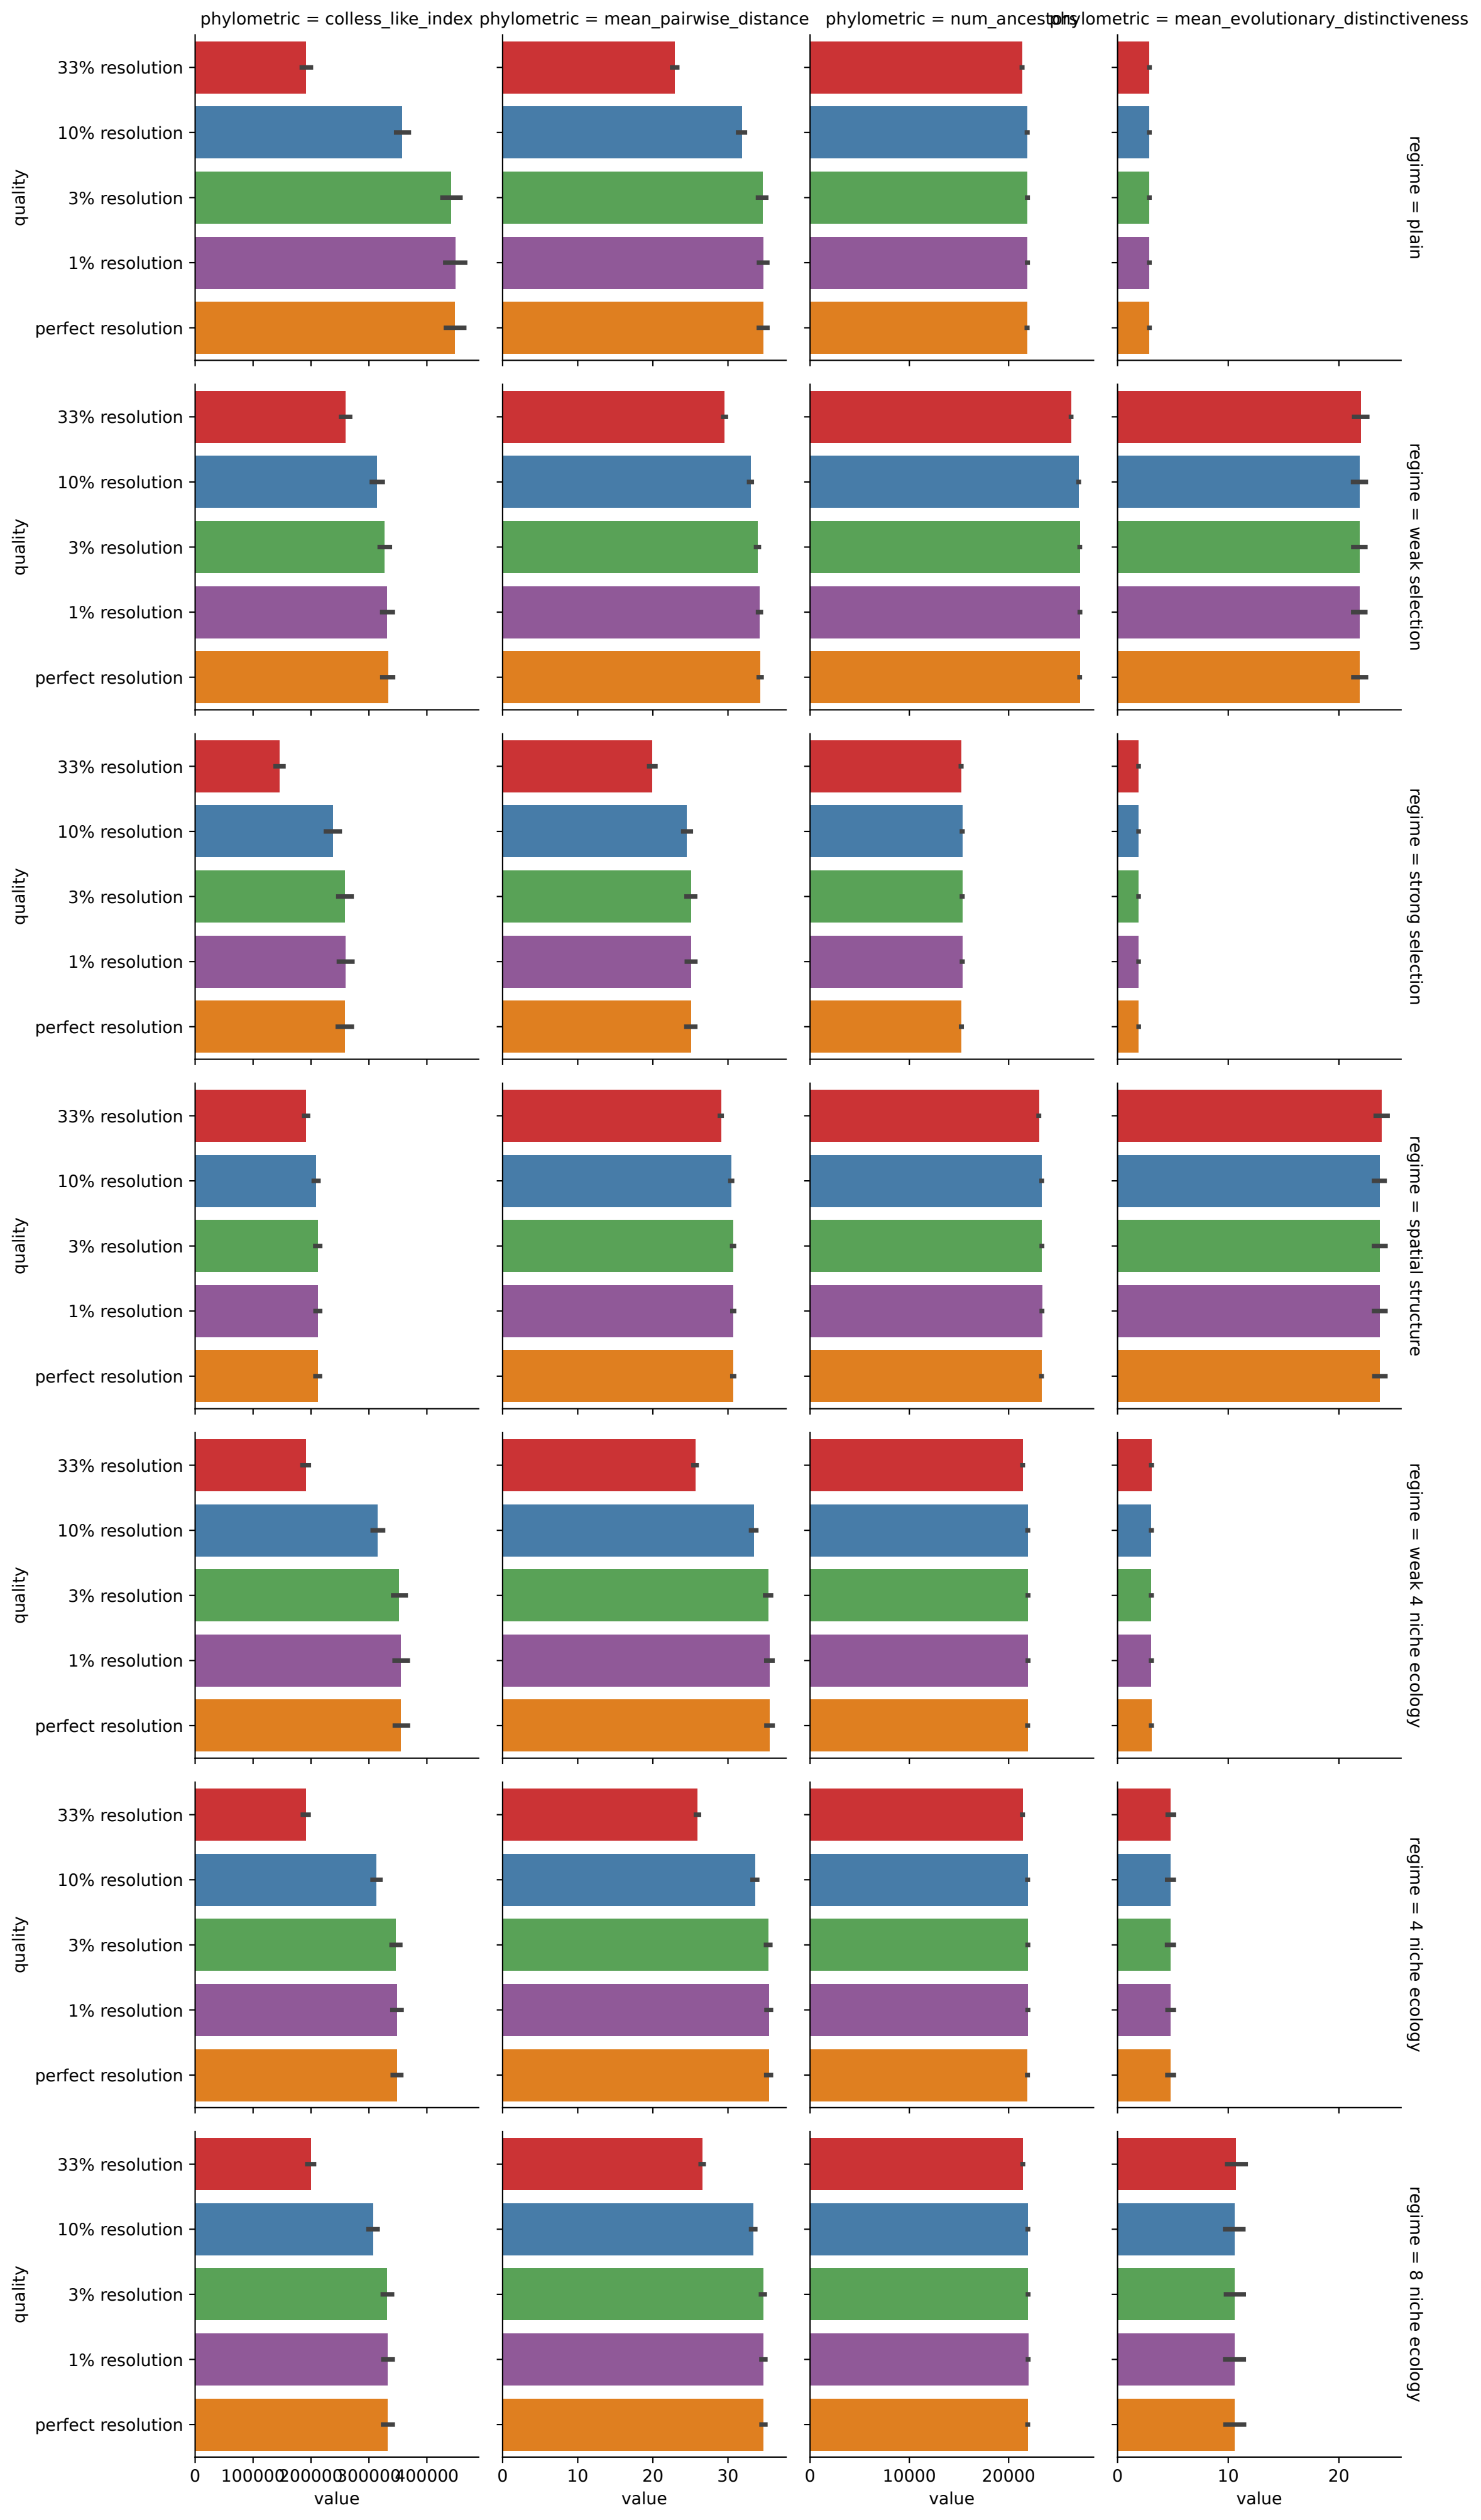 phylometric = colless_like_index phylometric = mean_pairwise_distance phylometric = num_ancestors phylometric = mean_evolutionary_distinctiveness
33% resolution
10% resolution
3% resolution
1% resolution
perfect resolution
quality
regime = plain
33% resolution
10% resolution
3% resolution
1% resolution
perfect resolution
quality
regime = weak selection
33% resolution
10% resolution
3% resolution
1% resolution
perfect resolution
quality
regime = strong selection
33% resolution
10% resolution
3% resolution
1% resolution
perfect resolution
quality
regime = spatial structure
33% resolution
10% resolution
3% resolution
1% resolution
perfect resolution
quality
regime = weak 4 niche ecology
33% resolution
10% resolution
3% resolution
1% resolution
perfect resolution
quality
regime = 4 niche ecology
33% resolution
10% resolution
3% resolution
1% resolution
perfect resolution
quality
regime = 8 niche ecology
0 100000 200000 300000 400000 0 10 20 30 0 10000 20000 0 10 20
value value value value